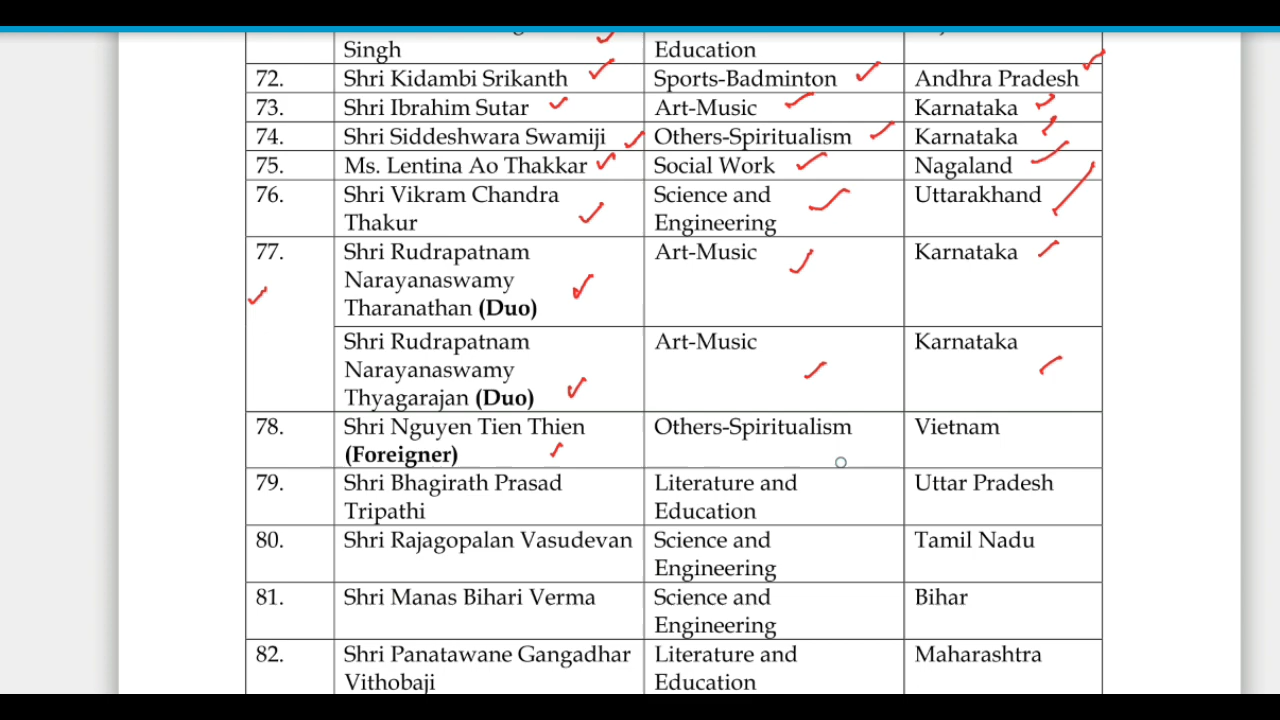 Singh Education
72. Shri Kidambi Srikanth Sports-Badminton Andhra Pradesh
73. Shri Ibrahim Sutar Art-Music Karnataka
74. Shri Siddeshwara Swamiji Others-Spiritualism Karnataka
75. Ms. Lentina Ao Thakkar Social Work Nagaland
76. Shri Vikram Chandra Science and Uttarakhand
Thakur Engineering
77. Shri Rudrapatnam Art-Music Karnataka
Narayanaswamy
Tharanathan (Duo)
Shri Rudrapatnam Art-Music Karnataka
Narayanaswamy
Thyagarajan (Duo)
78. Shri Nguyen Tien Thien Others-Spiritualism Vietnam
(Foreigner)
79. Shri Bhagirath Prasad Literature and Uttar Pradesh
Tripathi Education
80. Shri Rajagopalan Vasudevan Science and Tamil Nadu
Engineering
81. Shri Manas Bihari Verma Science and Bihar
Engineering
82. Shri Panatawane Gangadhar Literature and Maharashtra
Vithobaji Education